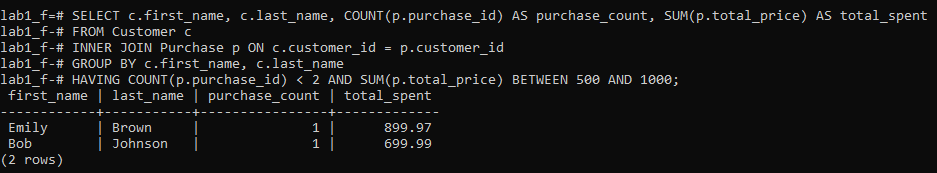 lab1_f=# SELECT c.first_name, c.last_name, COUNT(p.purchase_id) AS purchase_count, SUM(p.total_price) AS total_spent
lab1_f-# FROM Customer c
lab1_f-# INNER JOIN Purchase p ON c.customer_id = p.customer_id
lab1_f-# GROUP BY c.first_name, c.last_name
lab1_f-# HAVING COUNT(p.purchase_id) < 2 AND SUM(p.total_price) BETWEEN 500 AND 1000;
 first_name | last_name | purchase_count | total_spent
------------+-----------+----------------+-------------
 Emily      | Brown     |              1 |      899.97
 Bob        | Johnson   |              1 |      699.99
(2 rows)